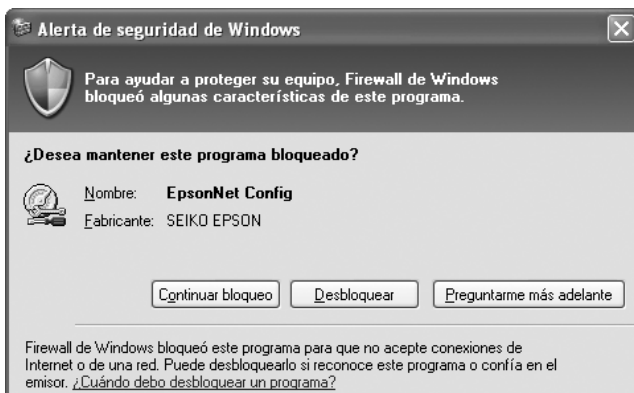 Alerta de seguridad de Windows
Para ayudar a proteger su equipo, Firewall de Windows
bloqueó algunas características de este programa.
¿Desea mantener este programa bloqueado?
Nombre: EpsonNet Config
Fabricante: SEIKO EPSON
Continuar bloqueo Desbloquear Preguntarme más adelante
Firewall de Windows bloqueó este programa para que no acepte conexiones de
Internet o de una red. Puede desbloquearlo si reconoce este programa o confía en el
emisor. ¿Cuándo debo desbloquear un programa?